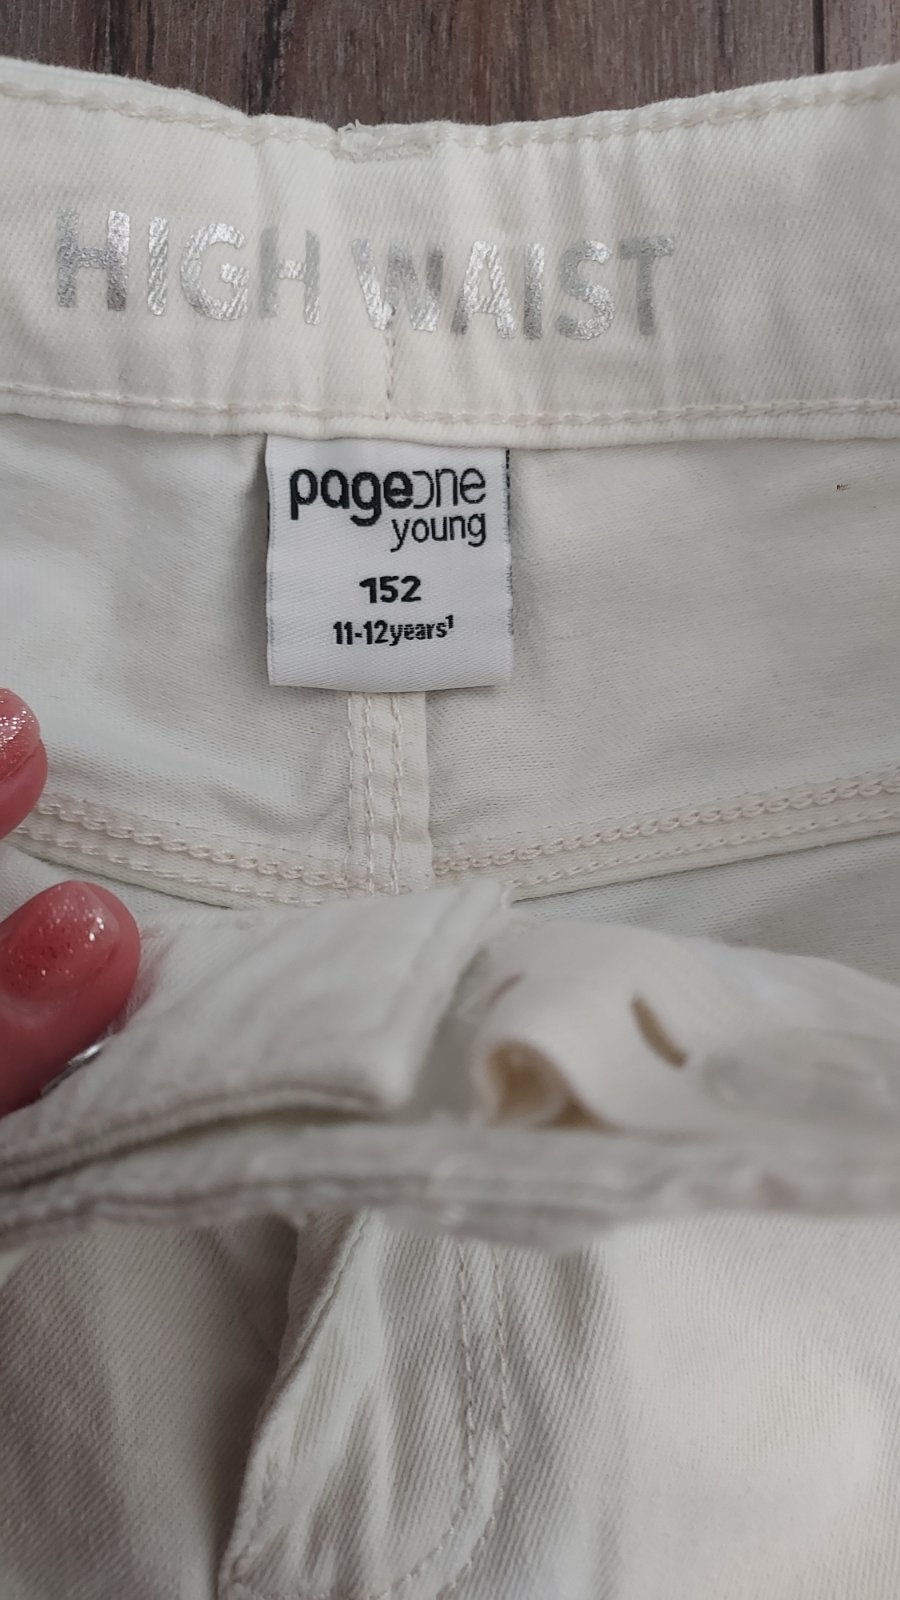 HIGH WAIST
pageone
young
152
11-12years¹